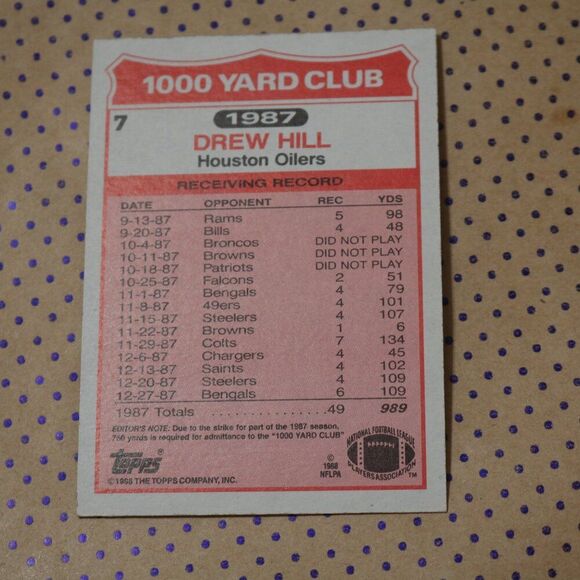 1000 YARD CLUB
7
1987
DREW HILL
Houston Oilers
RECEIVING RECORD
DATE OPPONENT REC YDS
9-13-87 Rams 5 98
9-20-87 Bills 4 48
10-4-87 Broncos DID NOT PLAY
10-11-87 Browns DID NOT PLAY
10-18-87 Patriots DID NOT PLAY
10-25-87 Falcons 2 51
11-1-87 Bengals 4 79
11-8-87 49ers 4 101
11-15-87 Steelers 4 107
11-22-87 Browns 1 6
11-29-87 Colts 7 134
12-6-87 Chargers 4 45
12-13-87 Saints 4 102
12-20-87 Steelers 4 109
12-27-87 Bengals 6 109
1987 Totals . . . . . . . . . . . . . .49 989
EDITOR'S NOTE: Due to the strike for part of the 1987 season,
750 yards is required for admittance to the "1000 YARD CLUB"
topps
©1988 THE TOPPS COMPANY, INC.
©
1988
NFLPA
NATIONAL FOOTBALL LEAGUE
PLAYERS ASSOCIATION
TM